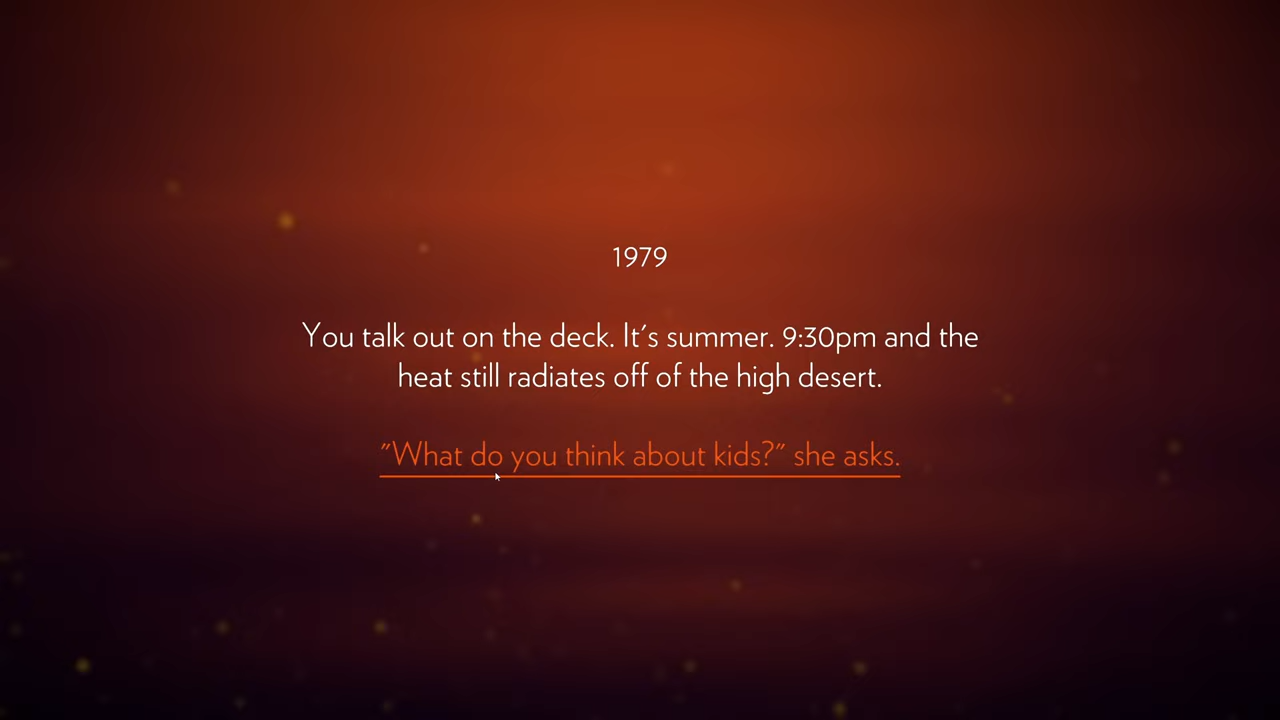 1979
You talk out on the deck. It's summer. 9:30pm and the
heat still radiates off of the high desert.
"What do you think about kids?" she asks.